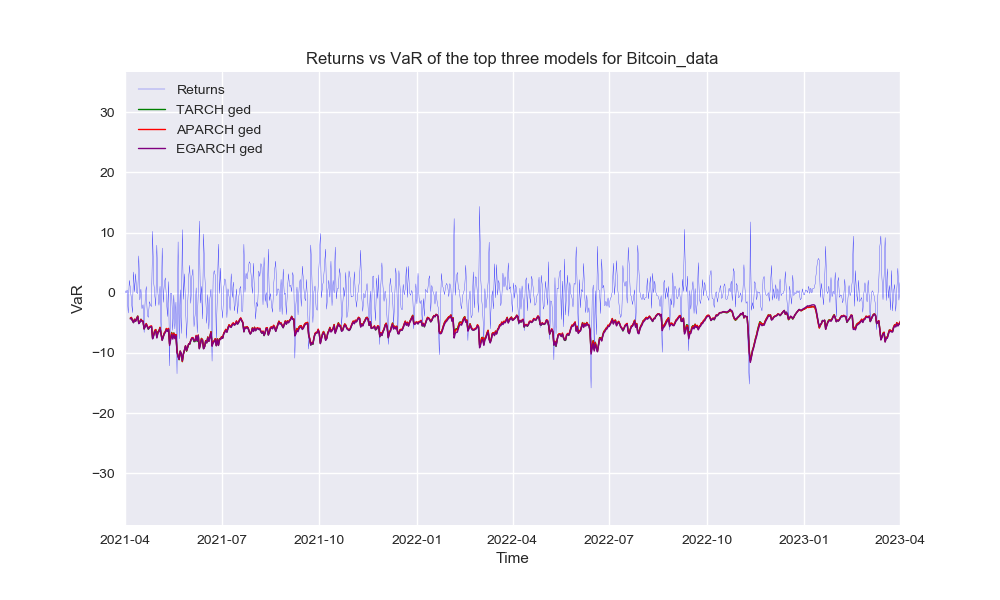 Returns vs VaR of the top three models for Bitcoin_data
Returns
TARCH ged
APARCH ged
EGARCH ged
30
20
10
0
−10
−20
−30
VaR
2021-04 2021-07 2021-10 2022-01 2022-04 2022-07 2022-10 2023-01 2023-04
Time